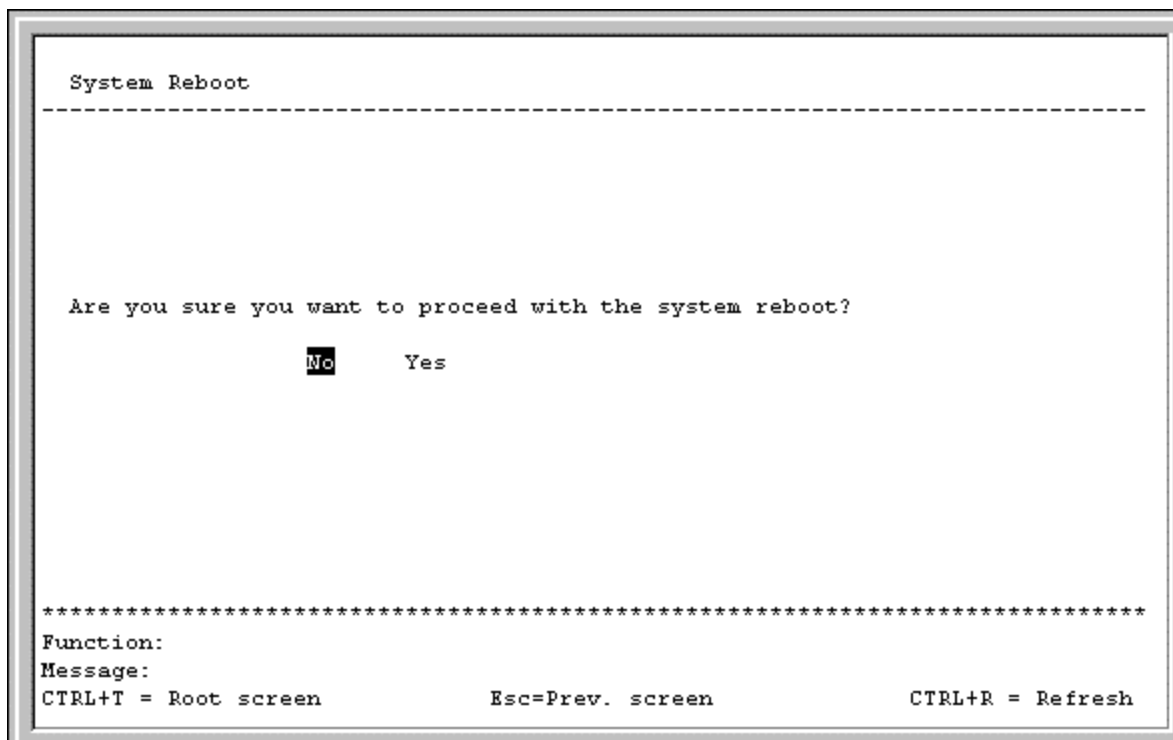 System Reboot
-------------------------------------------------------------------------------
Are you sure you want to proceed with the system reboot?
No Yes
*******************************************************************************
Function:
Message:
CTRL+T = Root screen Esc=Prev. screen CTRL+R = Refresh